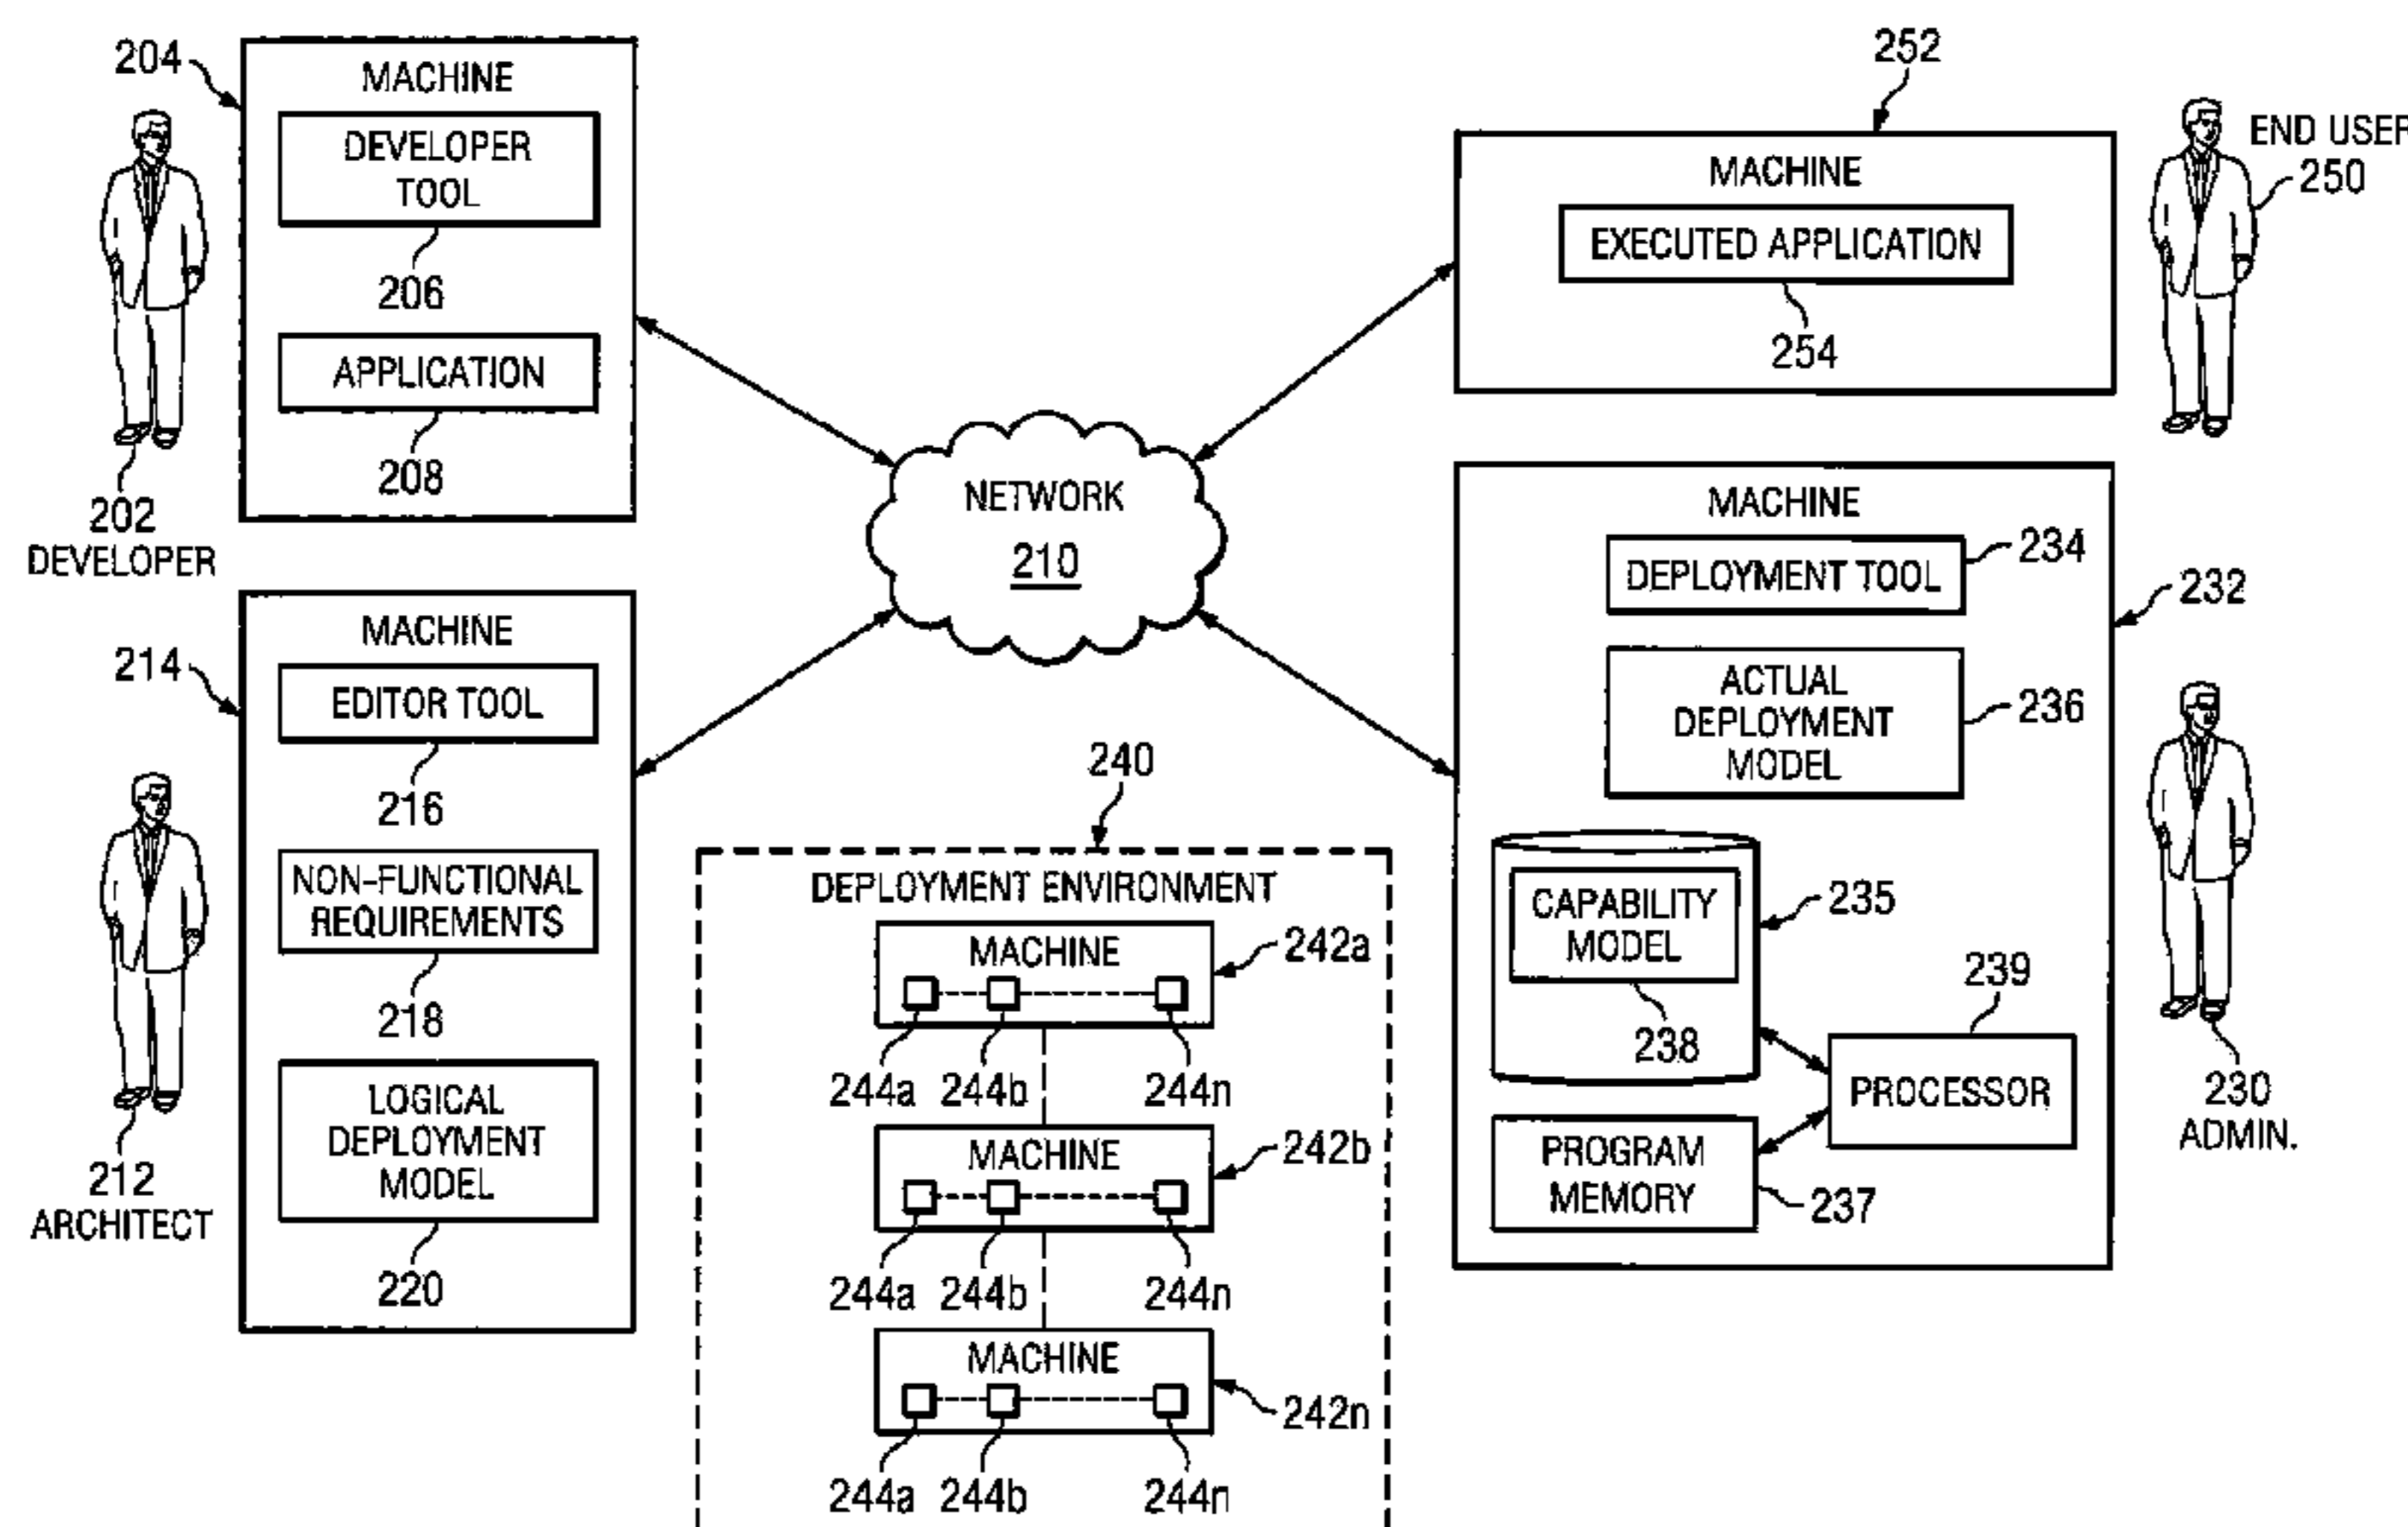 204
MACHINE
DEVELOPER
TOOL
206
APPLICATION
208
202
DEVELOPER
252
MACHINE
EXECUTED APPLICATION
254
END USER
250
NETWORK
210
214
MACHINE
EDITOR TOOL
216
NON-FUNCTIONAL
REQUIREMENTS
218
LOGICAL
DEPLOYMENT
MODEL
220
212
ARCHITECT
240
DEPLOYMENT ENVIRONMENT
MACHINE
242a
244a 244b 244n
MACHINE
242b
244a 244b 244n
MACHINE
242n
244a 244b 244n
MACHINE
DEPLOYMENT TOOL
234
232
ACTUAL
DEPLOYMENT
MODEL
236
CAPABILITY
MODEL
238
235
239
PROCESSOR
PROGRAM
MEMORY
237
230
ADMIN.